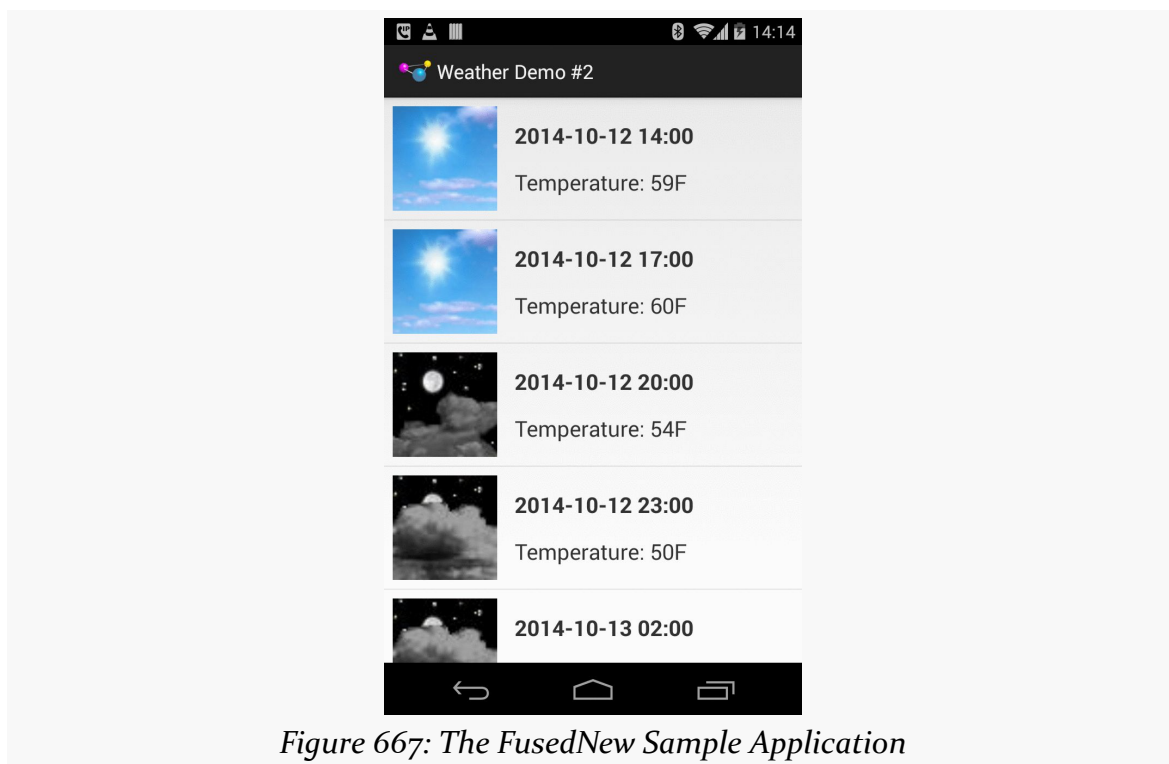 14:14
Weather Demo #2
2014-10-12 14:00
Temperature: 59F
2014-10-12 17:00
Temperature: 60F
2014-10-12 20:00
Temperature: 54F
2014-10-12 23:00
Temperature: 50F
2014-10-13 02:00
Figure 667: The FusedNew Sample Application